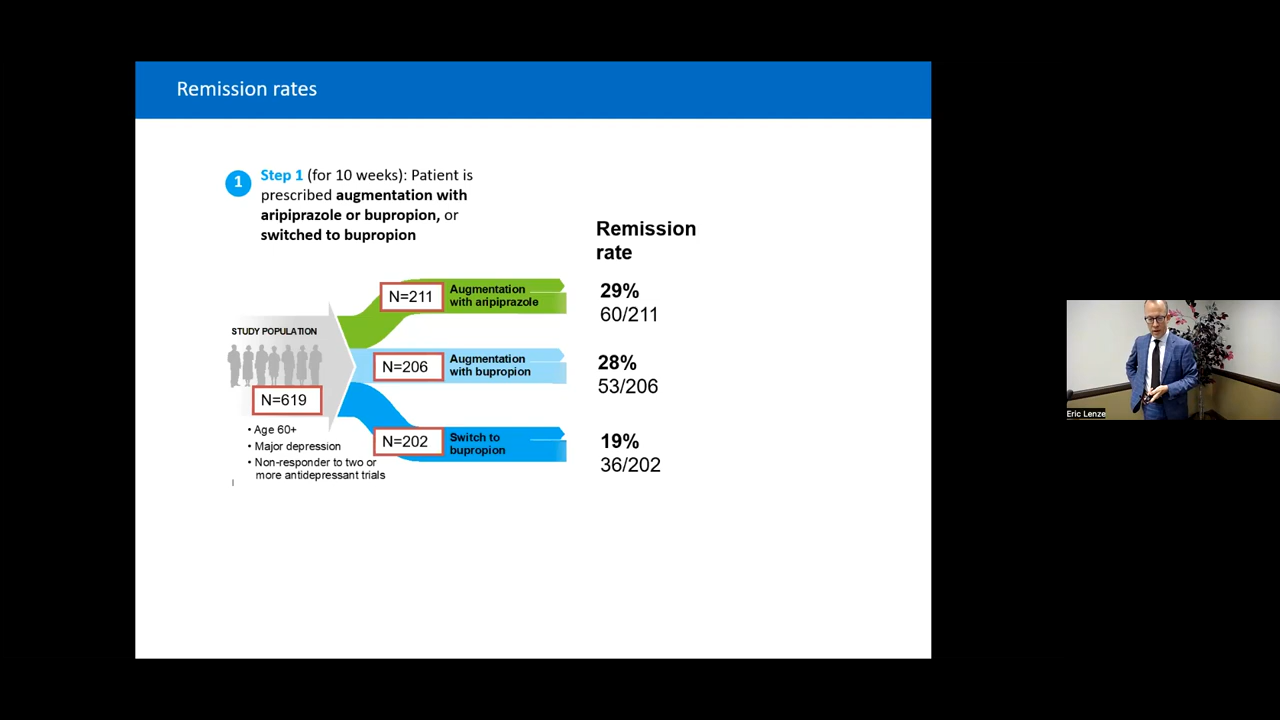 Remission rates
1
Step 1 (for 10 weeks): Patient is
prescribed augmentation with
aripiprazole or bupropion, or
switched to bupropion
Remission
rate
N=211
Augmentation
with aripiprazole
29%
60/211
STUDY POPULATION
N=206
Augmentation
with bupropion
28%
53/206
N=619
• Age 60+
• Major depression
• Non-responder to two or
more antidepressant trials
N=202
Switch to
bupropion
19%
36/202
Eric Lenze